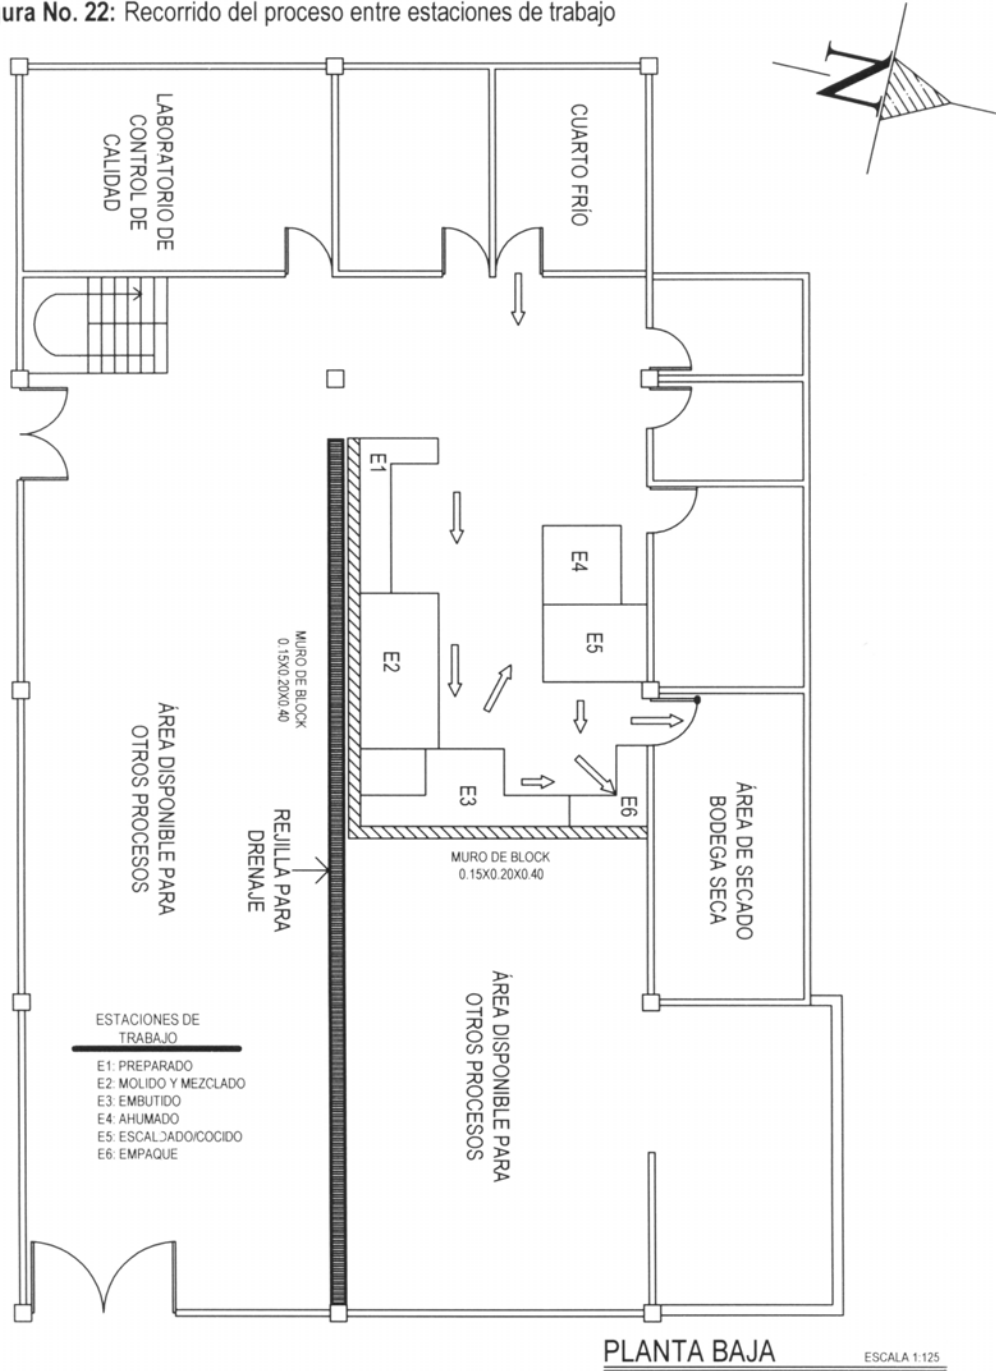 ura No. 22: Recorrido del proceso entre estaciones de trabajo
N
LABORATORIO DE
CONTROL DE
CALIDAD
CUARTO FRÍO
E1
E4
E5
E2
MURO DE BLOCK
0.15X0.20X0.40
E3
E6
ÁREA DISPONIBLE PARA
OTROS PROCESOS
REJILLA PARA
DRENAJE
MURO DE BLOCK
0.15X0.20X0.40
ÁREA DE SECADO
BODEGA SECA
ÁREA DISPONIBLE PARA
OTROS PROCESOS
ESTACIONES DE
TRABAJO
E1: PREPARADO
E2: MOLIDO Y MEZCLADO
E3: EMBUTIDO
E4: AHUMADO
E5: ESCALDADO/COCIDO
E6: EMPAQUE
PLANTA BAJA
ESCALA 1:125